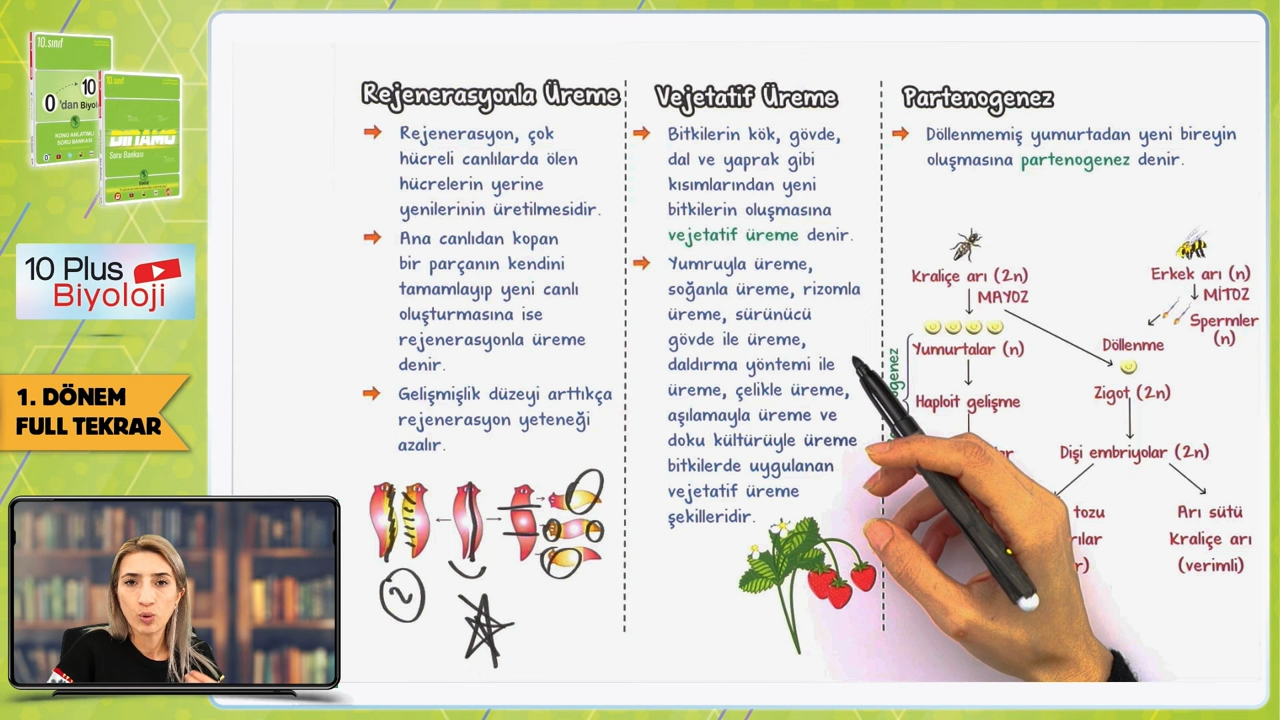 10.sınıf
0'dan 10
Biyol
KONU ANLATIMLI
SORU BANKASI
10.sınıf
DİNAMO
Soru Bankası
10 Plus
Biyoloji
1. DÖNEM
FULL TEKRAR
Rejenerasyonla Üreme
Rejenerasyon, çok
hücreli canlılarda ölen
hücrelerin yerine
yenilerinin üretilmesidir.
Ana canlıdan kopan
bir parçanın kendini
tamamlayıp yeni canlı
oluşturmasına ise
rejenerasyonla üreme
denir.
Gelişmişlik düzeyi arttıkça
rejenerasyon yeteneği
azalır.
2
Vejetatif Üreme
Bitkilerin kök, gövde,
dal ve yaprak gibi
kısımlarından yeni
bitkilerin oluşmasına
vejetatif üreme denir.
Yumruyla üreme,
soğanla üreme, rizomla
üreme, sürünücü
gövde ile üreme,
daldırma yöntemi ile
üreme, çelikle üreme,
aşılamayla üreme ve
doku kültürüyle üreme
bitkilerde uygulanan
vejetatif üreme
şekilleridir.
Partenogenez
Döllenmemiş yumurtadan yeni bireyin
oluşmasına partenogenez denir.
Kraliçe arı (2n)
MAYOZ
Yumurtalar (n)
Haploit gelişme
Erkek arı (n)
MİTOZ
Spermler
(n)
Döllenme
Zigot (2n)
Dişi embriyolar (2n)
tozu
Arı sütü
Kraliçe arı
(verimli)